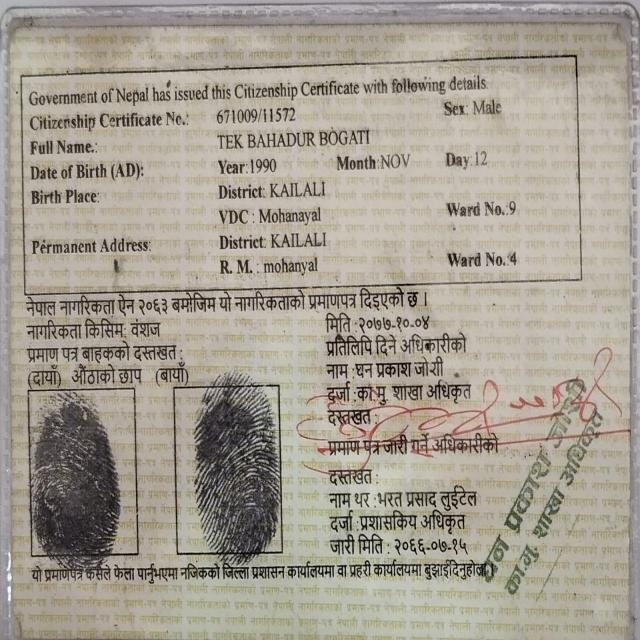 Government of Nepal has issued this Citizenship Certificate with following details
Citizenship Certificate No.: 671009/11572 Sex: Male
Full Name.: TEK BAHADUR BOGATI
Date of Birth (AD): Year:1990 Month:NOV Day:12
Birth Place: District: KAILALI
VDC : Mohanayal Ward No.:9
Permanent Address: District: KAILALI
R. M. : mohanyal Ward No.:4
नेपाल नागरिकता ऐन २०६३ बमोजिम यो नागरिकताको प्रमाणपत्र दिइएको छ ।
नागरिकता किसिम: वंशज
प्रमाण पत्र बाहकको दस्तखत :
(दायाँ) औंठाको छाप (बायाँ)
मिति :२०७७-१०-०४
प्रतिलिपि दिने अधिकारीको
नाम :धन प्रकाश जोशी
दर्जा :का.मु. शाखा अधिकृत
दस्तखत :
प्रमाण पत्र जारी गर्ने अधिकारीको
दस्तखत :
नाम थर :भरत प्रसाद लुईटेल
दर्जा :प्रशासकिय अधिकृत
जारी मिति : २०६६-०७-१५
धन प्रकाश जोशी
का.मु. शाखा अधिकृत
यो प्रमाणपत्र कसैले फेला पार्नुभएमा नजिकको जिल्ला प्रशासन कार्यालयमा वा प्रहरी कार्यालयमा बुझाईदिनुहोला ।